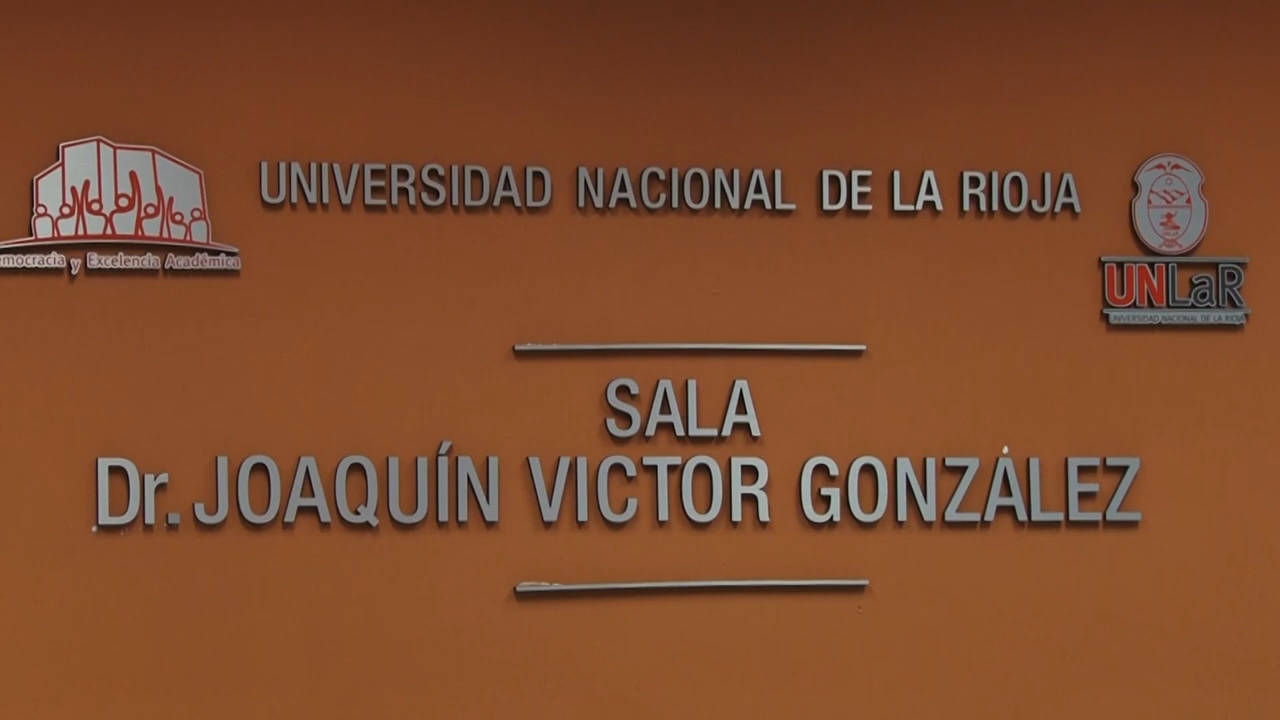 UNIVERSIDAD NACIONAL DE LA RIOJA
mocracia y Excelencia Académica
UNLaR
UNIVERSIDAD NACIONAL DE LA RIOJA
SALA
Dr. JOAQUÍN VICTOR GONZÁLEZ